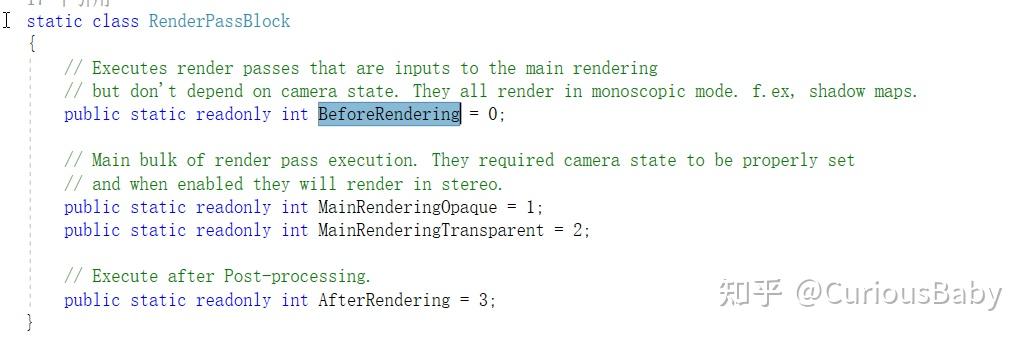 static class RenderPassBlock
{
// Executes render passes that are inputs to the main rendering
// but don't depend on camera state. They all render in monoscopic mode. f.ex, shadow maps.
public static readonly int BeforeRendering = 0;
// Main bulk of render pass execution. They required camera state to be properly set
// and when enabled they will render in stereo.
public static readonly int MainRenderingOpaque = 1;
public static readonly int MainRenderingTransparent = 2;
// Execute after Post-processing.
public static readonly int AfterRendering = 3;
}
知乎 @CuriousBaby